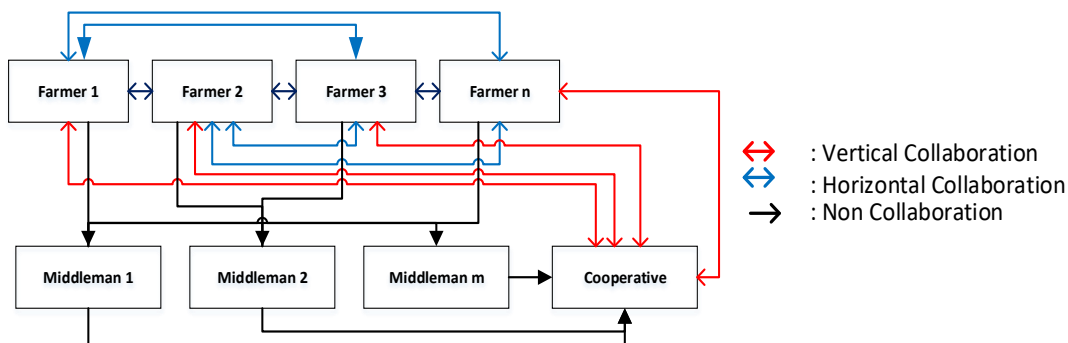 Farmer 1
Farmer 2
Farmer 3
Farmer n
: Vertical Collaboration
: Horizontal Collaboration
: Non Collaboration
Middleman 1
Middleman 2
Middleman m
Cooperative